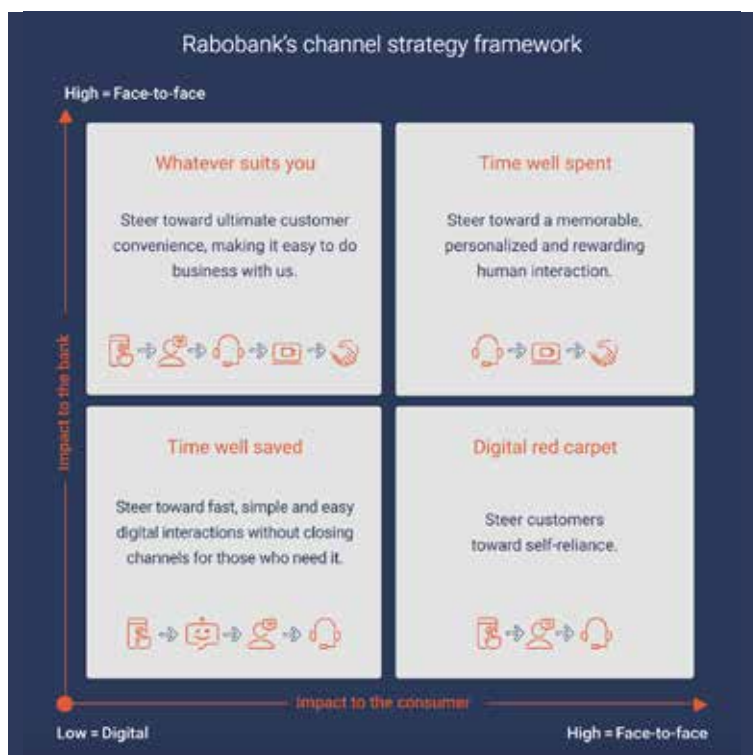 Rabobank's channel strategy framework
High = Face-to-face
Whatever suits you
Steer toward ultimate customer
convenience, making it easy to do
business with us.
Time well spent
Steer toward a memorable,
personalized and rewarding
human interaction.
Impact to the bank
Time well saved
Steer toward fast, simple and easy
digital interactions without closing
channels for those who need it.
Digital red carpet
Steer customers
toward self-reliance.
Impact to the consumer
Low = Digital
High = Face-to-face